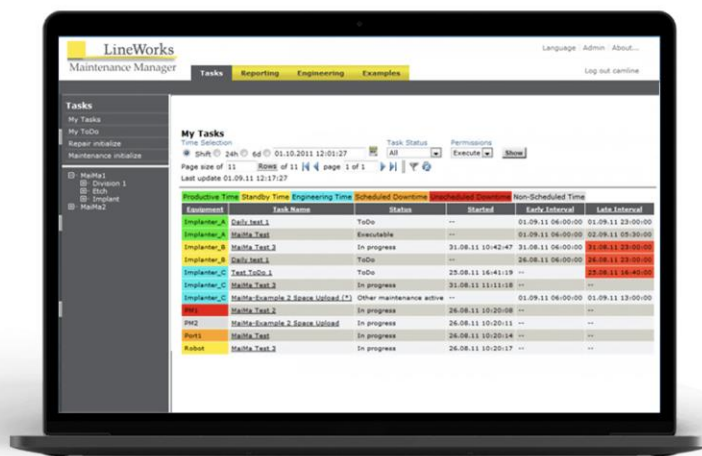 LineWorks
Maintenance Manager
Language Admin About...
Tasks Reporting Engineering Examples
Log out camline
Tasks
My Tasks
My ToDo
Repair initialize
Maintenance initialize
MaiMa1
Division 1
Etch
Implant
MaiMa2
My Tasks
Time Selection Task Status Permissions
Shift 24h 6d 01.10.2011 12:01:27 All Execute Show
Page size of 11 Rows of 11 page 1 of 1
Last update 01.09.11 12:17:27
Productive Time Standby Time Engineering Time Scheduled Downtime Unscheduled Downtime Non-Scheduled Time
Equipment Task Name Status Started Early Interval Late Interval
Implanter_A Daily test 1 ToDo -- 01.09.11 06:00:00 01.09.11 23:00:00
Implanter_A MaiMa Test Executable -- 01.09.11 06:00:00 02.09.11 05:30:00
Implanter_B MaiMa Test 3 In progress 31.08.11 10:42:47 31.08.11 06:00:00 31.08.11 23:00:00
Implanter_B Daily test 1 ToDo -- 26.08.11 06:00:00 26.08.11 23:00:00
Implanter_C Test ToDo 1 ToDo 25.08.11 16:41:19 -- 25.08.11 16:40:00
Implanter_C MaiMa Test 3 In progress 31.08.11 11:11:18 -- --
Implanter_C MaiMa-Example 2 Space Upload (*) Other maintenance active -- 01.09.11 06:00:00 01.09.11 13:00:00
PM1 MaiMa Test 2 In progress 26.08.11 10:20:08 -- --
PM2 MaiMa-Example 2 Space Upload In progress 26.08.11 10:20:11 -- --
Port1 MaiMa Test In progress 26.08.11 10:20:14 -- --
Robot MaiMa Test 3 In progress 26.08.11 10:20:17 -- --